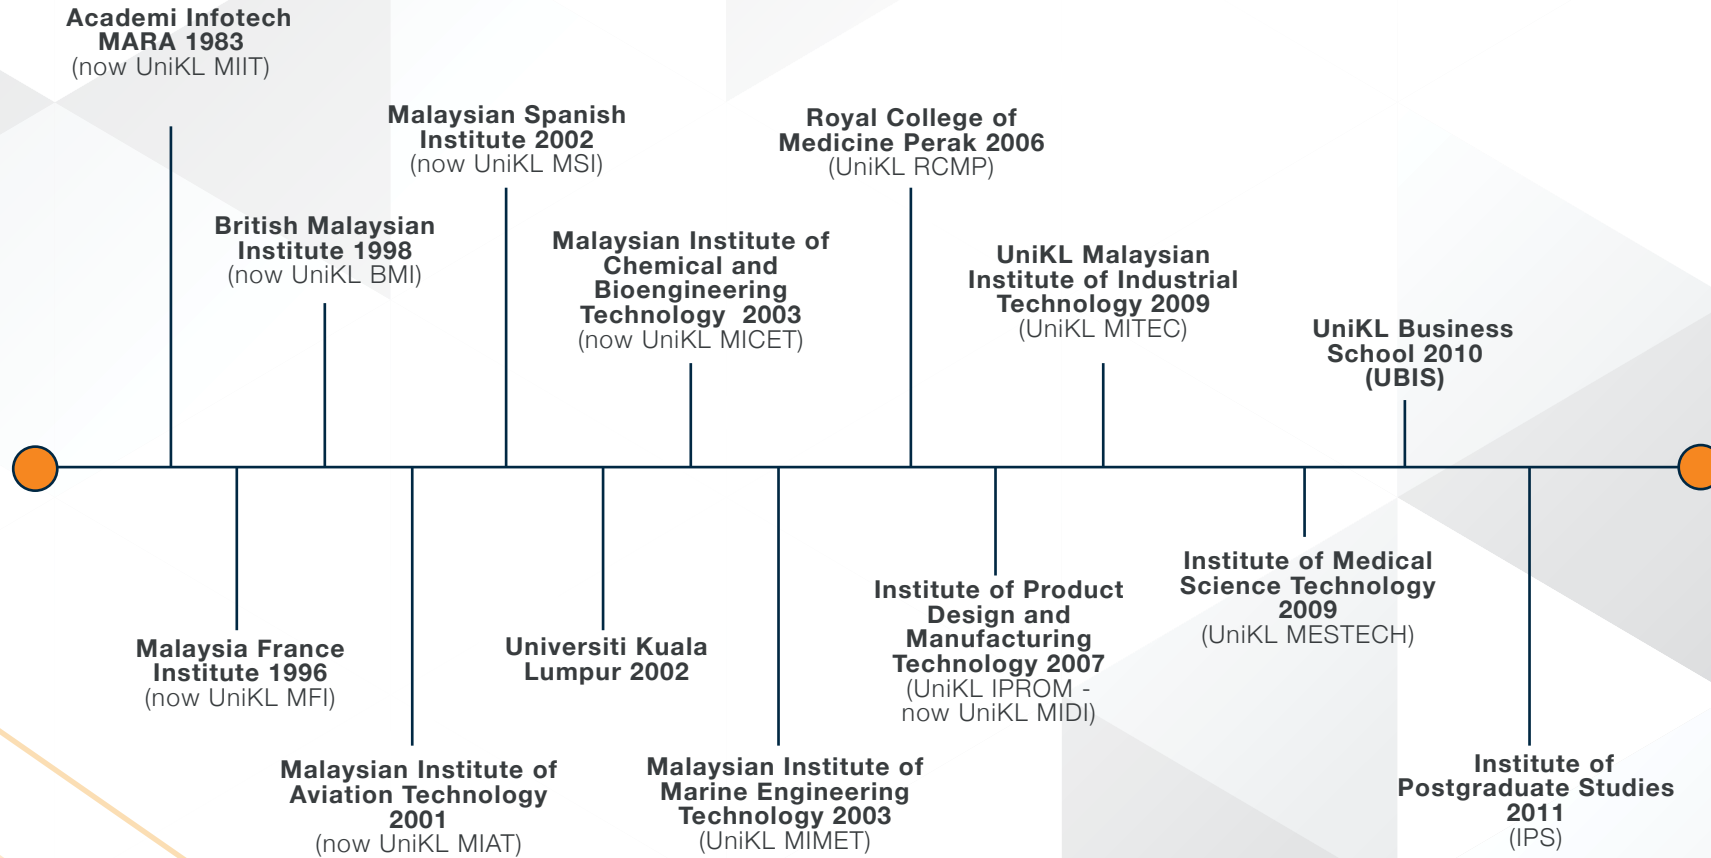 Academi Infotech
MARA 1983
(now UniKL MIIT)
Malaysia France
Institute 1996
(now UniKL MFI)
British Malaysian
Institute 1998
(now UniKL BMI)
Malaysian Institute of
Aviation Technology
2001
(now UniKL MIAT)
Malaysian Spanish
Institute 2002
(now UniKL MSI)
Universiti Kuala
Lumpur 2002
Malaysian Institute of
Chemical and
Bioengineering
Technology  2003
(now UniKL MICET)
Malaysian Institute of
Marine Engineering
Technology 2003
(UniKL MIMET)
Royal College of
Medicine Perak 2006
(UniKL RCMP)
Institute of Product
Design and
Manufacturing
Technology 2007
(UniKL IPROM -
now UniKL MIDI)
UniKL Malaysian
Institute of Industrial
Technology 2009
(UniKL MITEC)
Institute of Medical
Science Technology
2009
(UniKL MESTECH)
UniKL Business
School 2010
(UBIS)
Institute of
Postgraduate Studies
2011
(IPS)